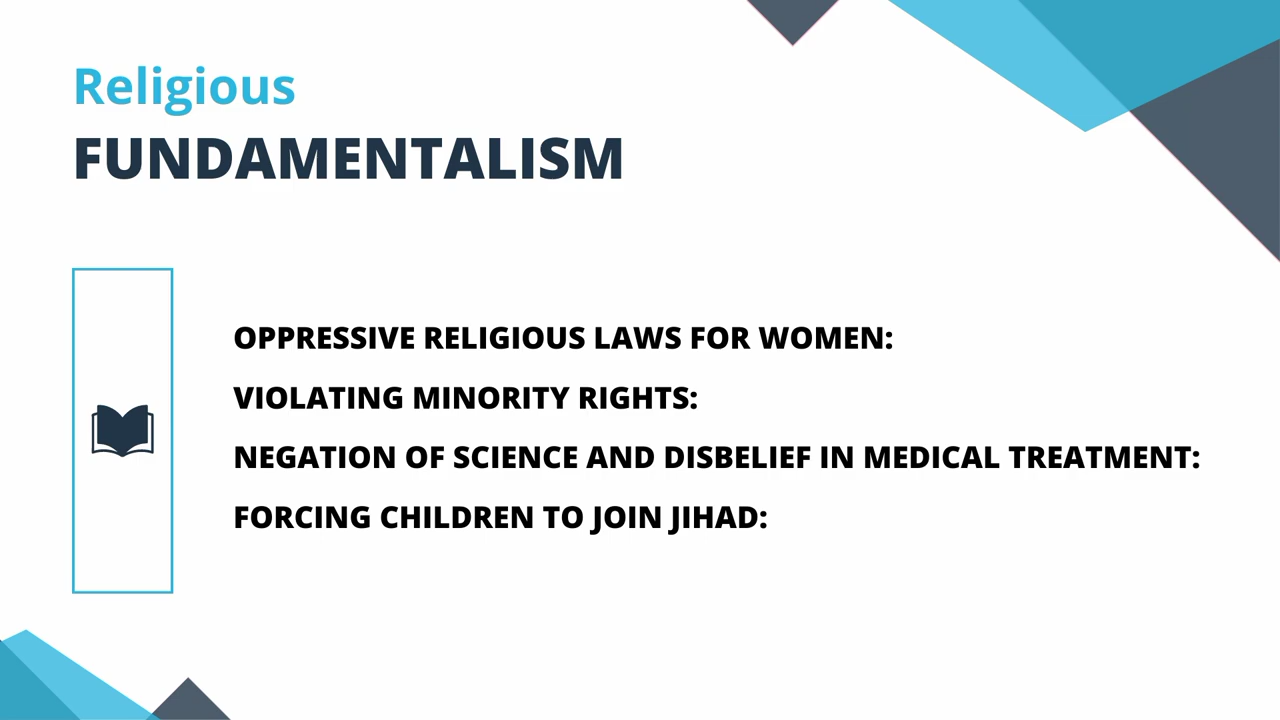 Religious
FUNDAMENTALISM
OPPRESSIVE RELIGIOUS LAWS FOR WOMEN:
VIOLATING MINORITY RIGHTS:
NEGATION OF SCIENCE AND DISBELIEF IN MEDICAL TREATMENT:
FORCING CHILDREN TO JOIN JIHAD: